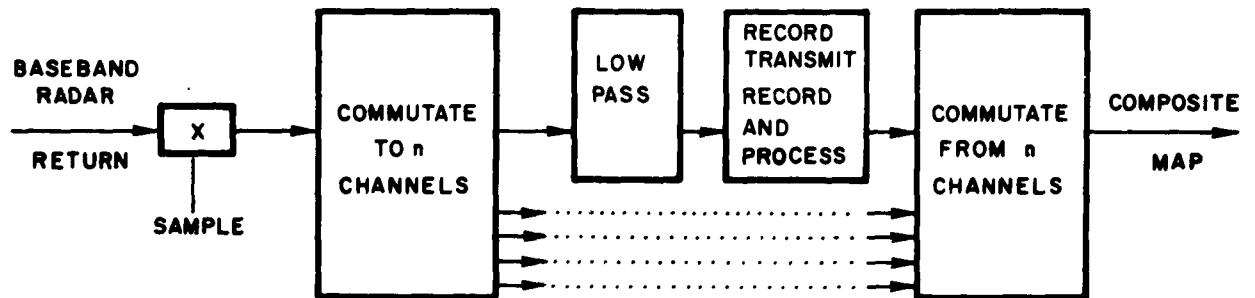 BASEBAND
RADAR
RETURN
X
SAMPLE
COMMUTATE
TO n
CHANNELS
LOW
PASS
RECORD
TRANSMIT
RECORD
AND
PROCESS
COMMUTATE
FROM n
CHANNELS
COMPOSITE
MAP